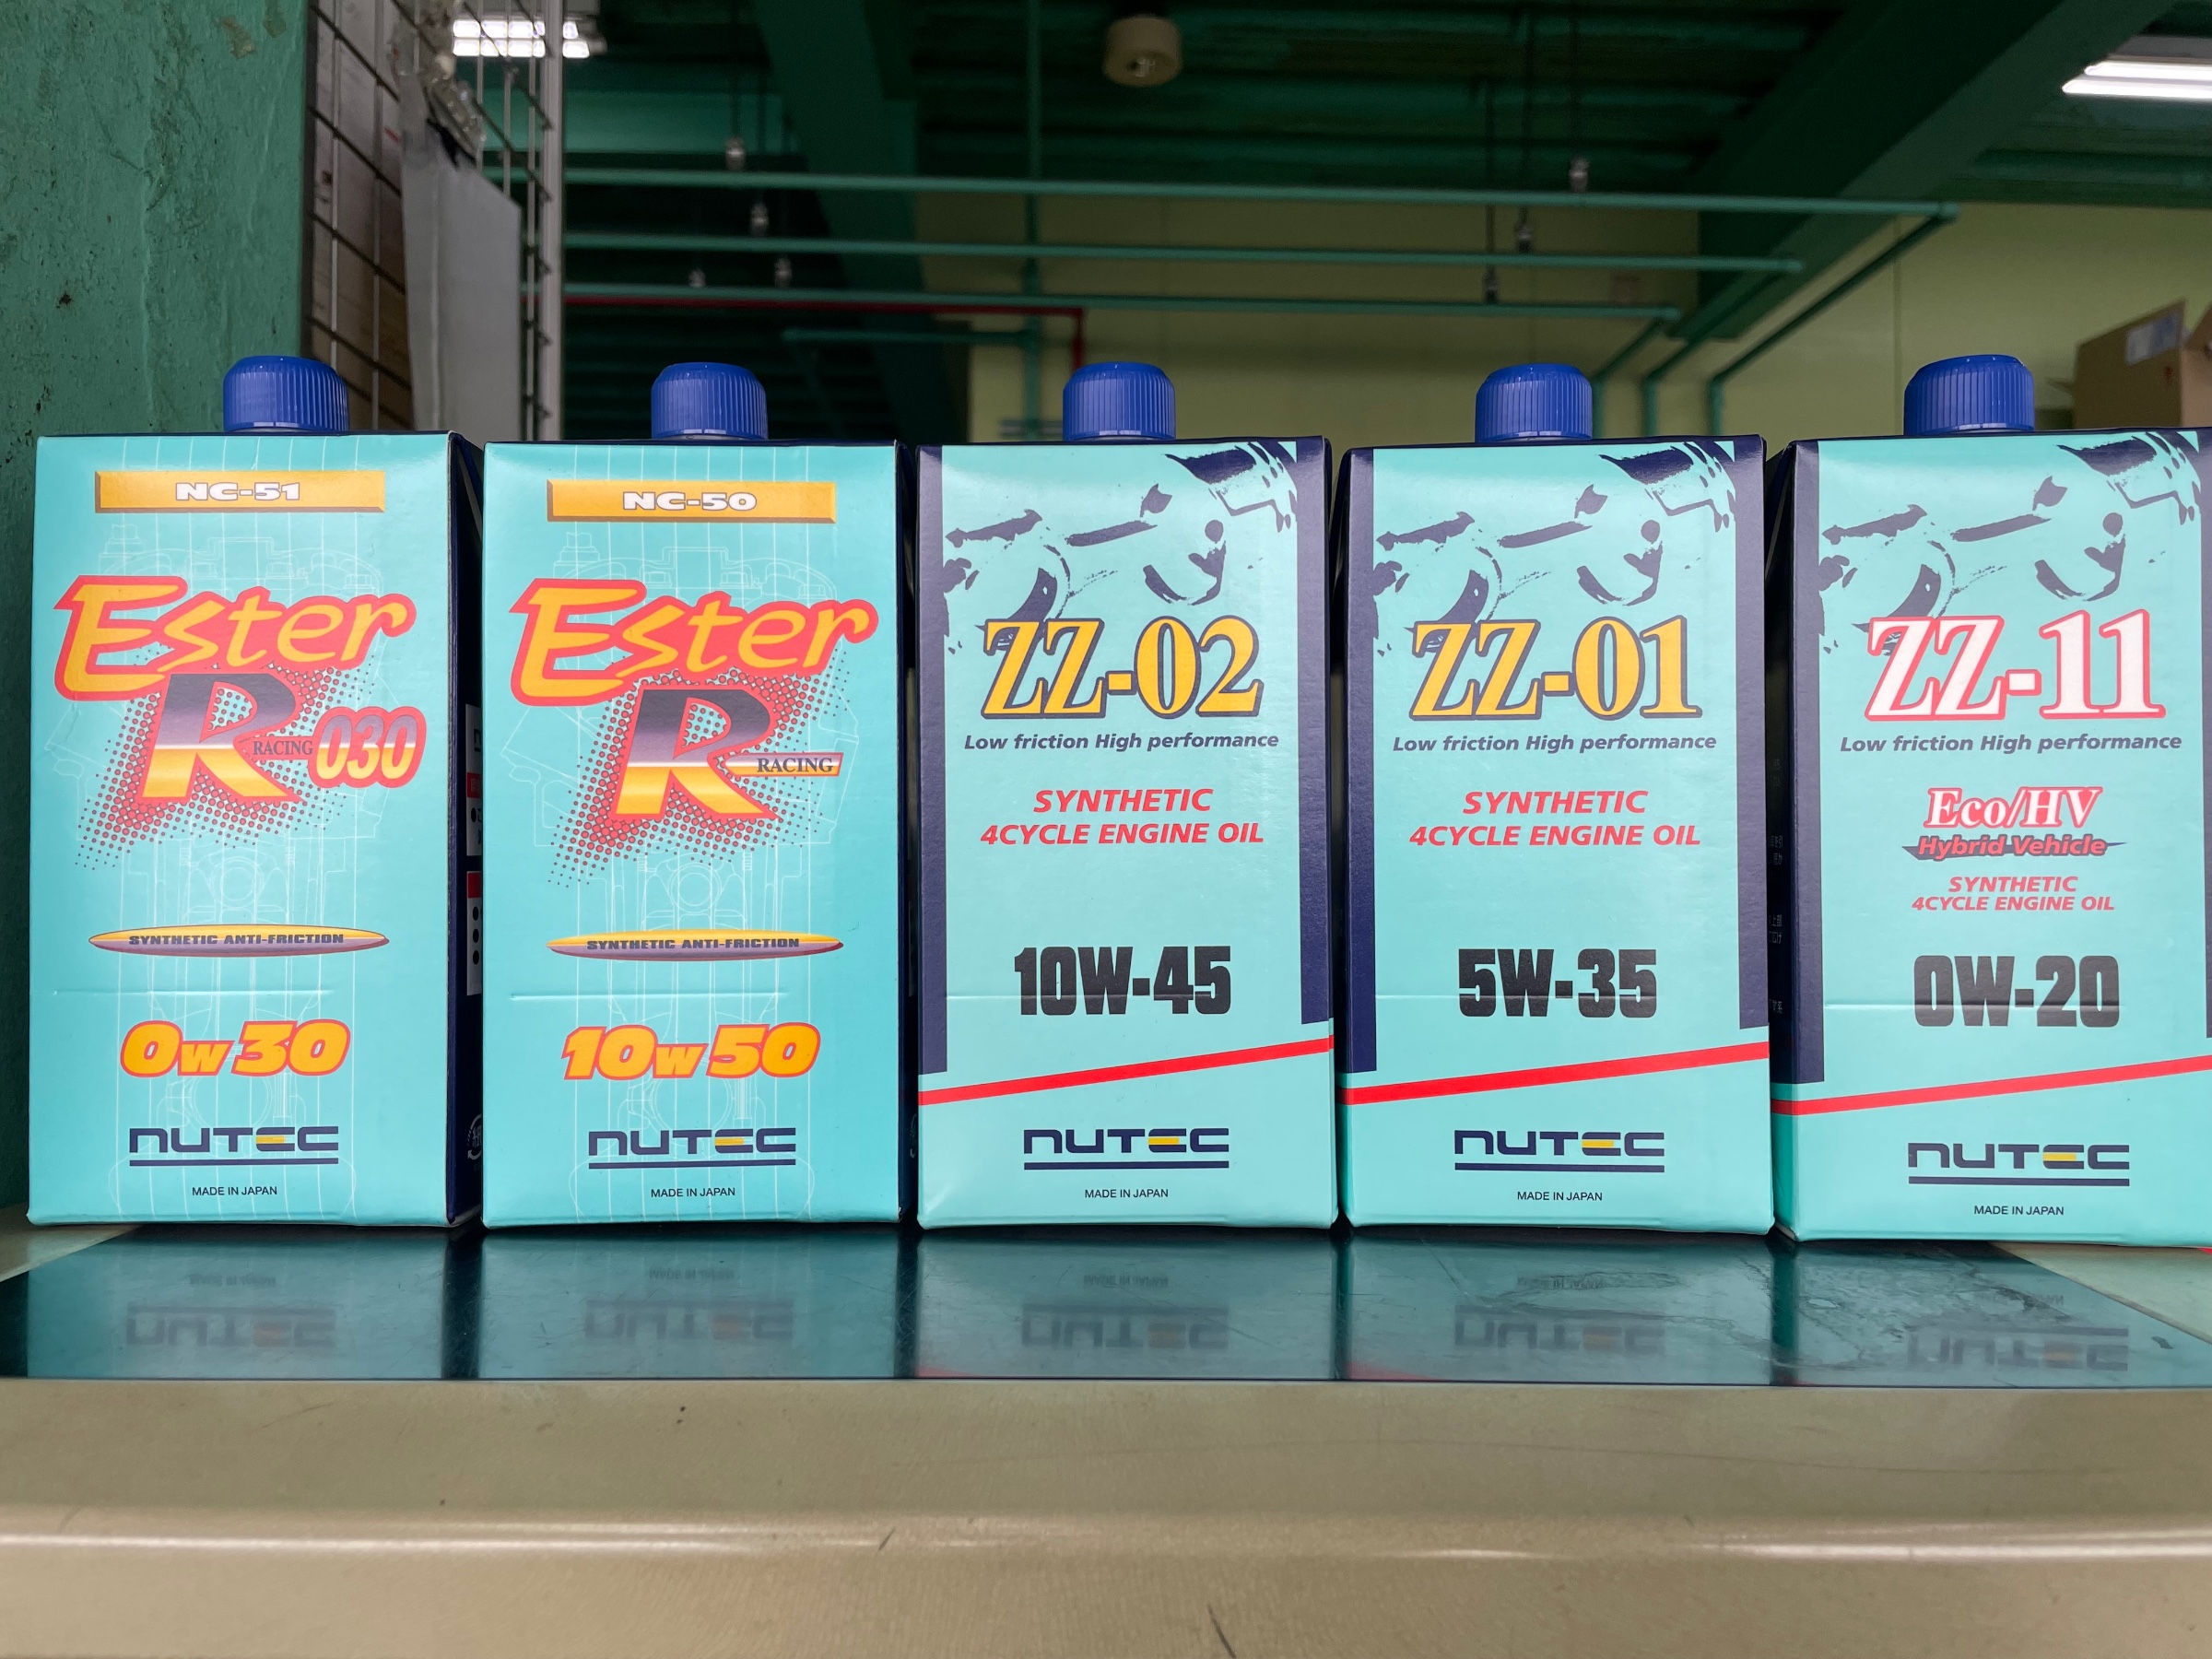 NC-51
Ester
R RACING 030
SYNTHETIC ANTI-FRICTION
0W30
NUTEC
MADE IN JAPAN
NC-50
Ester
R RACING
SYNTHETIC ANTI-FRICTION
10W50
NUTEC
MADE IN JAPAN
ZZ-02
Low friction High performance
SYNTHETIC
4CYCLE ENGINE OIL
10W-45
NUTEC
MADE IN JAPAN
ZZ-01
Low friction High performance
SYNTHETIC
4CYCLE ENGINE OIL
5W-35
NUTEC
MADE IN JAPAN
ZZ-11
Low friction High performance
Eco/HV
Hybrid Vehicle
SYNTHETIC
4CYCLE ENGINE OIL
0W-20
NUTEC
MADE IN JAPAN